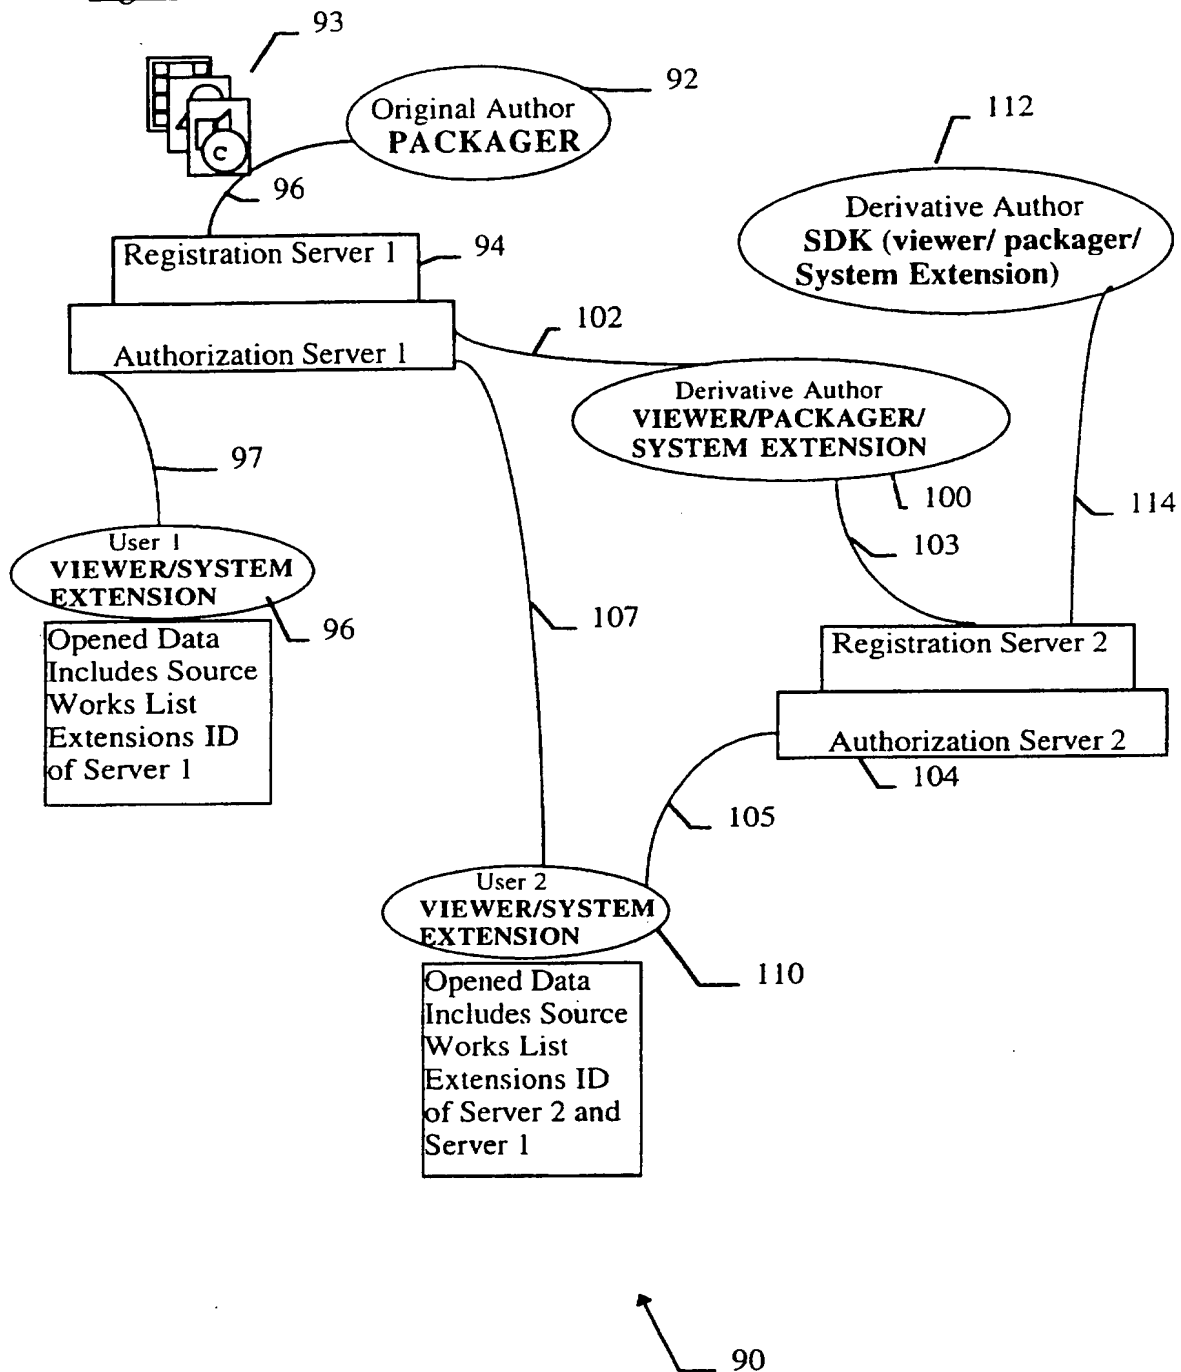 93
92
Original Author
PACKAGER
C
96
112
Derivative Author
SDK (viewer/ packager/
System Extension)
Registration Server 1
94
Authorization Server 1
102
Derivative Author
VIEWER/PACKAGER/
SYSTEM EXTENSION
97
100
114
103
User 1
VIEWER/SYSTEM
EXTENSION
96
107
Opened Data
Includes Source
Works List
Extensions ID
of Server 1
Registration Server 2
Authorization Server 2
104
105
User 2
VIEWER/SYSTEM
EXTENSION
110
Opened Data
Includes Source
Works List
Extensions ID
of Server 2 and
Server 1
90